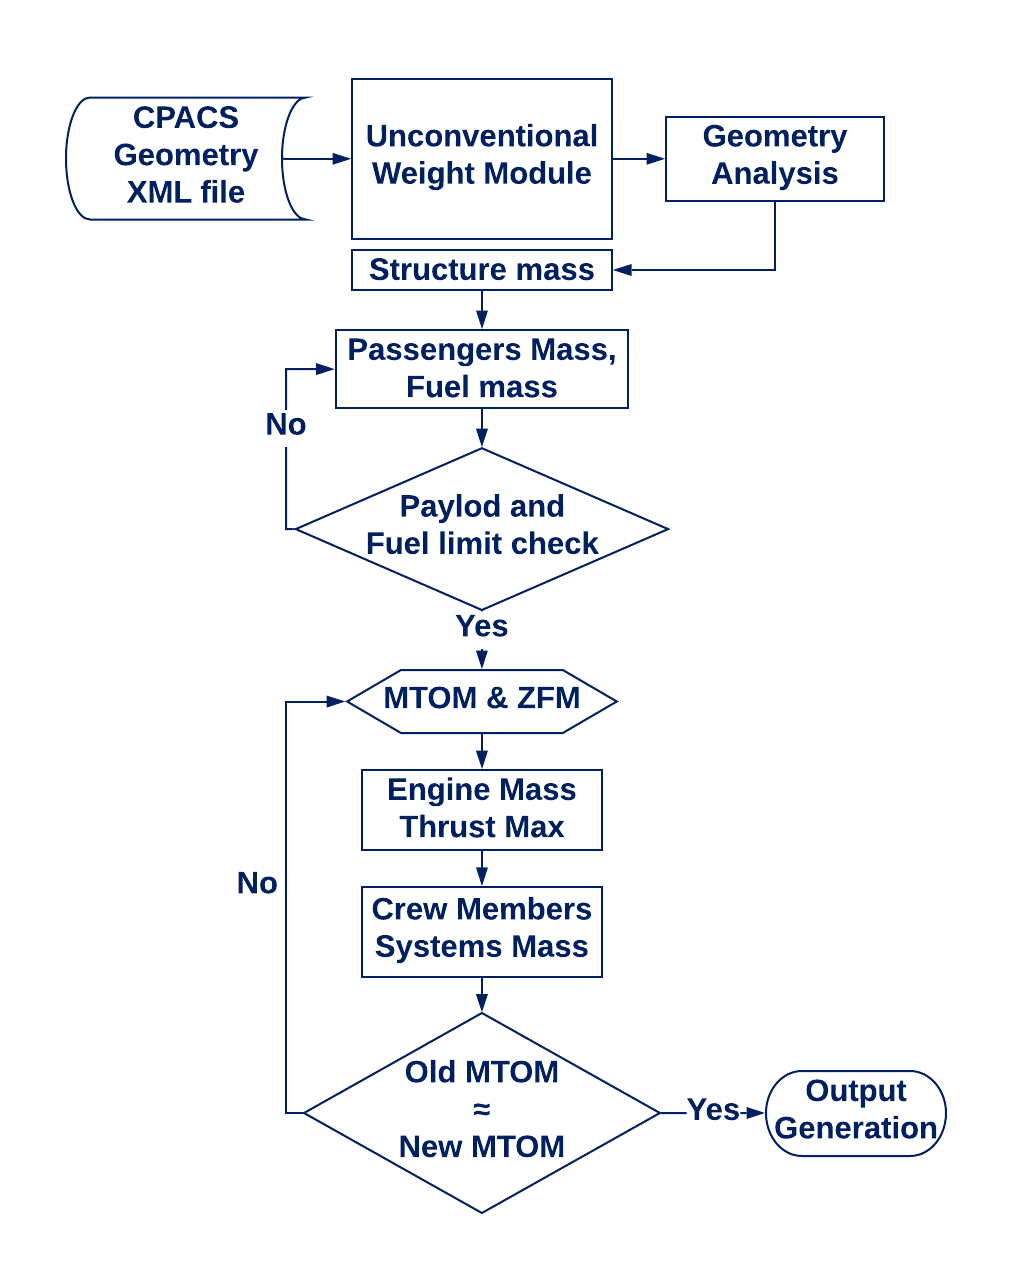 CPACS
Geometry
XML file
Unconventional
Weight Module
Geometry
Analysis
Structure mass
Passengers Mass,
Fuel mass
No
Paylod and
Fuel limit check
Yes
MTOM & ZFM
Engine Mass
Thrust Max
No
Crew Members
Systems Mass
Old MTOM
≈
New MTOM
Yes
Output
Generation